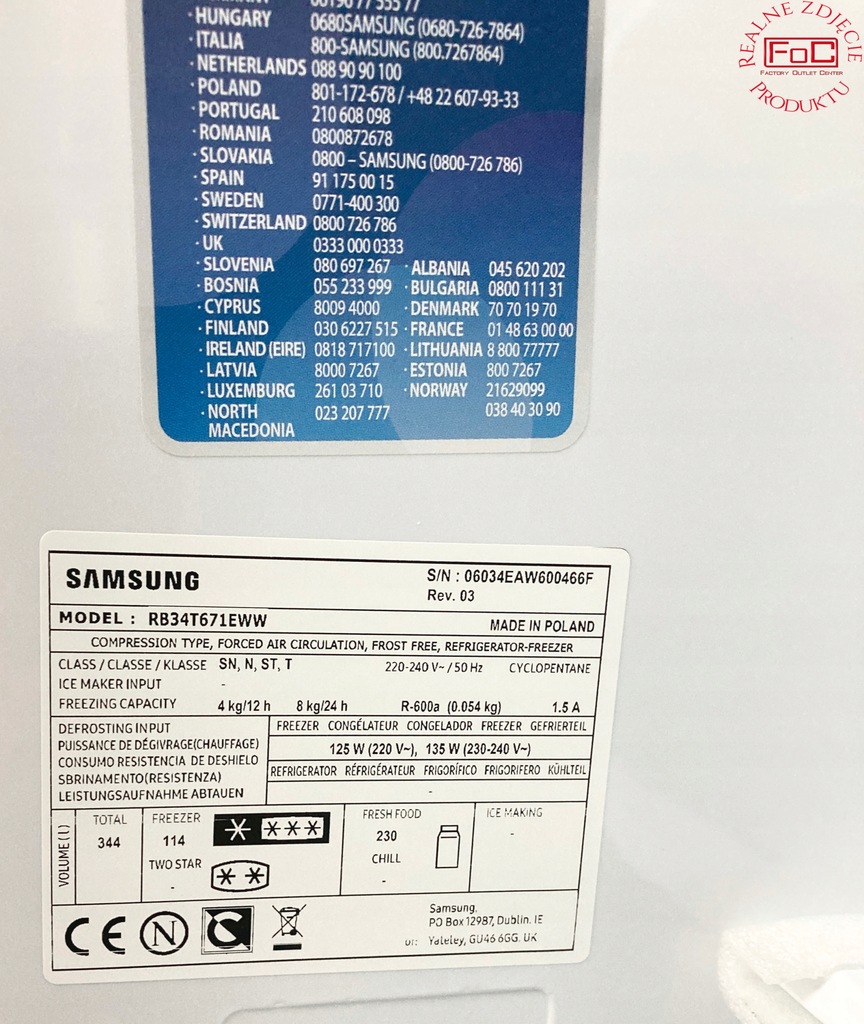 · HUNGARY 0680SAMSUNG (0680-726-7864)
· ITALIA 800-SAMSUNG (800.7267864)
· NETHERLANDS 088 90 90 100
· POLAND 801-172-678 / +48 22 607-93-33
· PORTUGAL 210 608 098
· ROMANIA 0800872678
· SLOVAKIA 0800 – SAMSUNG (0800-726 786)
· SPAIN 91 175 00 15
· SWEDEN 0771-400 300
· SWITZERLAND 0800 726 786
· UK 0333 000 0333
· SLOVENIA 080 697 267 · ALBANIA 045 620 202
· BOSNIA 055 233 999 · BULGARIA 0800 111 31
· CYPRUS 8009 4000 · DENMARK 70 70 19 70
· FINLAND 030 6227 515 · FRANCE 01 48 63 00 00
· IRELAND (EIRE) 0818 717100 · LITHUANIA 8 800 77777
· LATVIA 8000 7267 · ESTONIA 800 7267
· LUXEMBURG 261 03 710 · NORWAY 21629099
· NORTH 023 207 777 038 40 30 90
MACEDONIA
REALNE ZDJĘCIE
FoC
FACTORY OUTLET CENTER
PRODUKTU
SAMSUNG
S/N : 06034EAW600466F
Rev. 03
MODEL : RB34T671EWW MADE IN POLAND
COMPRESSION TYPE, FORCED AIR CIRCULATION, FROST FREE, REFRIGERATOR-FREEZER
CLASS / CLASSE / KLASSE SN, N, ST, T 220-240 V~ / 50 Hz CYCLOPENTANE
ICE MAKER INPUT -
FREEZING CAPACITY 4 kg/12 h 8 kg/24 h R-600a (0.054 kg) 1.5 A
DEFROSTING INPUT
PUISSANCE DE DÉGIVRAGE(CHAUFFAGE)
CONSUMO RESISTENCIA DE DESHIELO
SBRINAMENTO(RESISTENZA)
LEISTUNGSAUFNAHME ABTAUEN
FREEZER CONGÉLATEUR CONGELADOR FREEZER GEFRIERTEIL
125 W (220 V~), 135 W (230-240 V~)
REFRIGERATOR RÉFRIGÉRATEUR FRIGORÍFICO FRIGORIFERO KÜHLTEIL
-
VOLUME (l)
TOTAL
344
FREEZER
114
TWO STAR
-
FRESH FOOD
230
CHILL
-
ICE MAKING
-
CE N
Samsung,
PO Box 12987, Dublin. IE
or: Yateley, GU46 6GG. UK